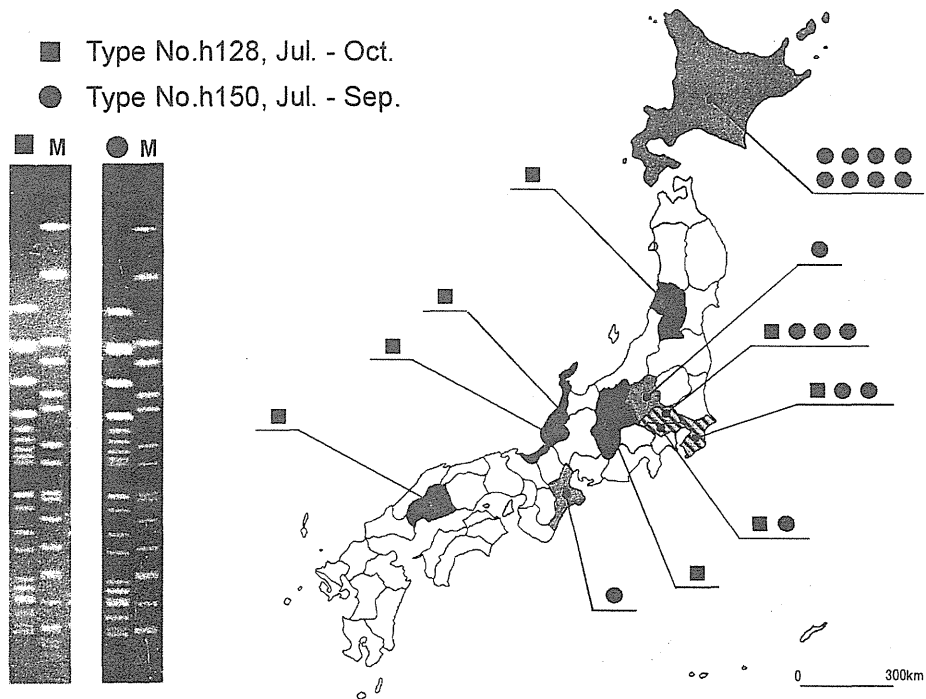 Type No.h128, Jul. - Oct.
Type No.h150, Jul. - Sep.
M M
0 300km